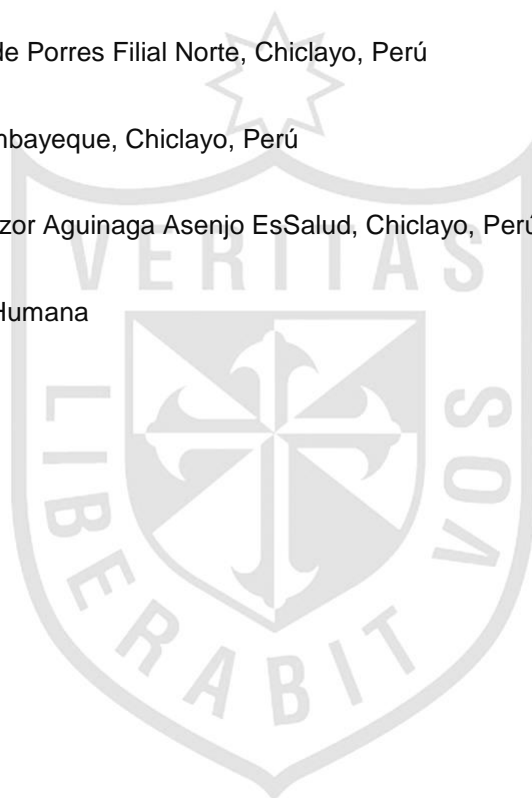 de Porres Filial Norte, Chiclayo, Perú
nbayeque, Chiclayo, Perú
zor Aguinaga Asenjo EsSalud, Chiclayo, Perú
Humana
VERITAS
LIBERABIT
VOS